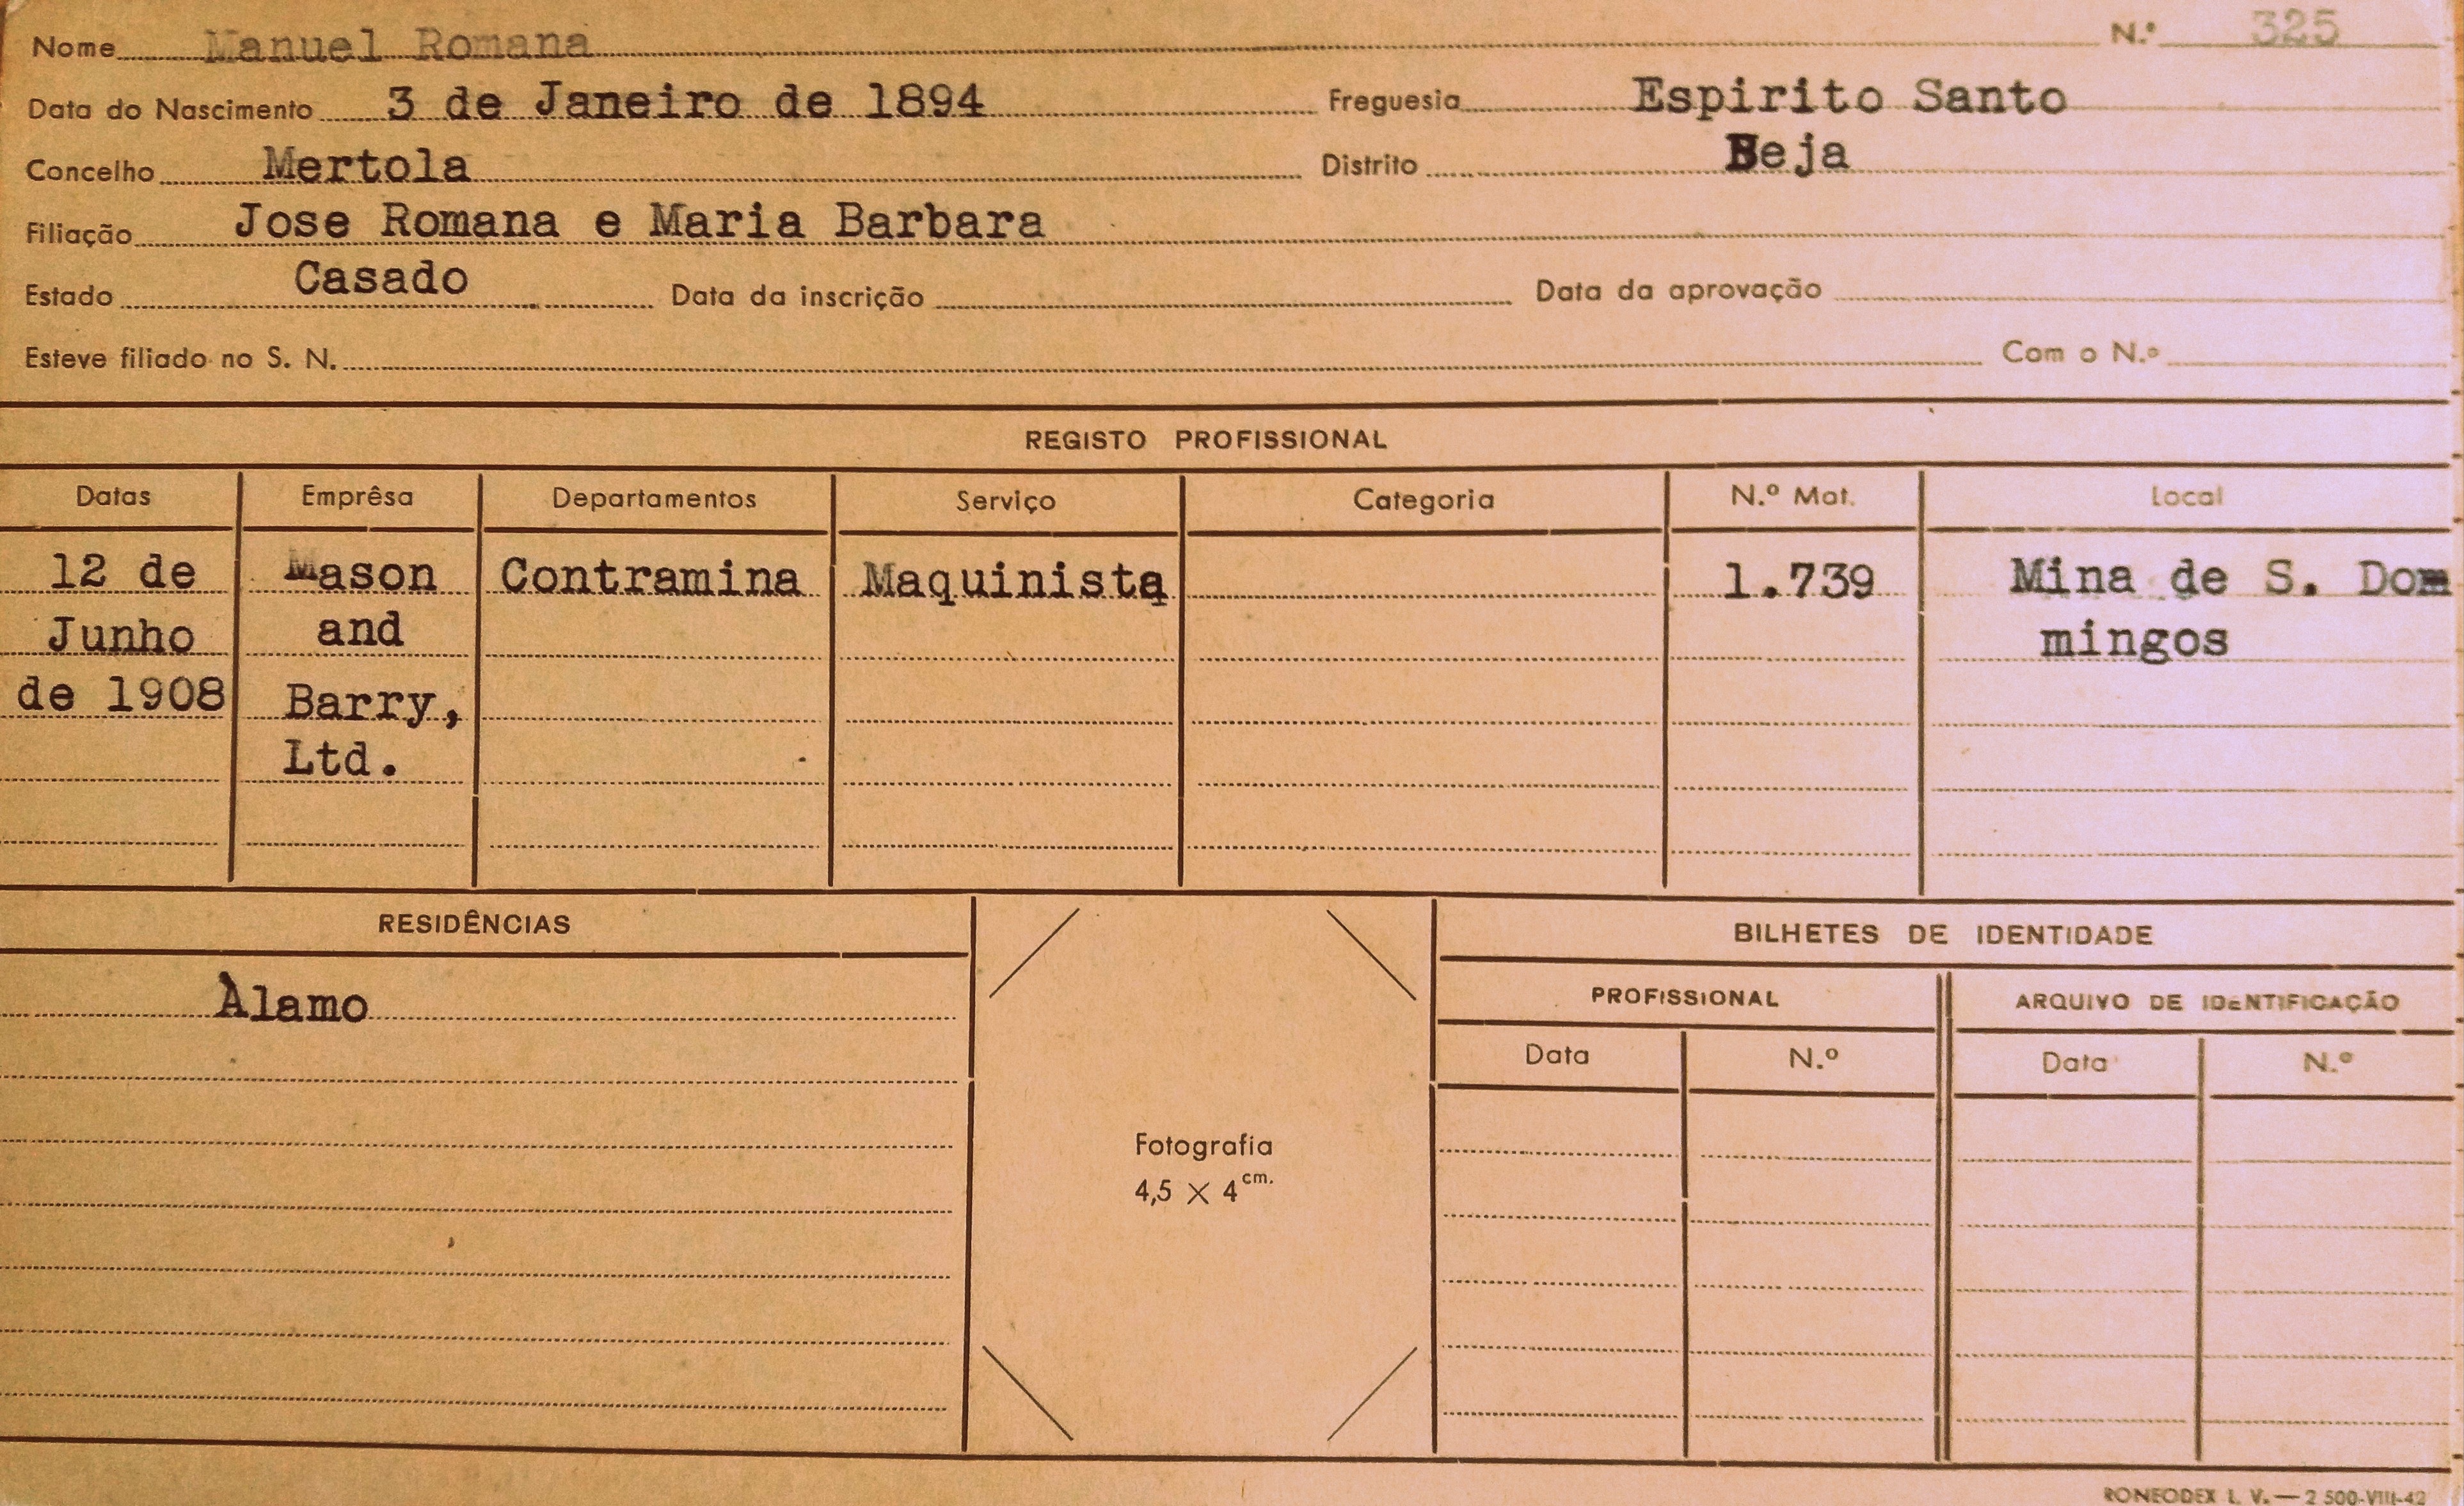 Nome Manuel Romana N.º 325
Data do Nascimento 3 de Janeiro de 1894 Freguesia Espirito Santo
Concelho Mertola Distrito Beja
Filiação Jose Romana e Maria Barbara
Estado Casado Data da inscrição Data da aprovação
Esteve filiado no S. N. Com o N.º
REGISTO PROFISSIONAL
Datas Emprêsa Departamentos Serviço Categoria N.º Mat. Local
12 de Mason Contramina Maquinista 1.739 Mina de S. Dom
Junho and mingos
de 1908 Barry,
Ltd.
RESIDÊNCIAS BILHETES DE IDENTIDADE
Alamo PROFISSIONAL ARQUIVO DE IDENTIFICAÇÃO
Data N.º Data N.º
Fotografia
4,5 × 4 cm.
RONEODEX L. V. — 2 500-VIII-42